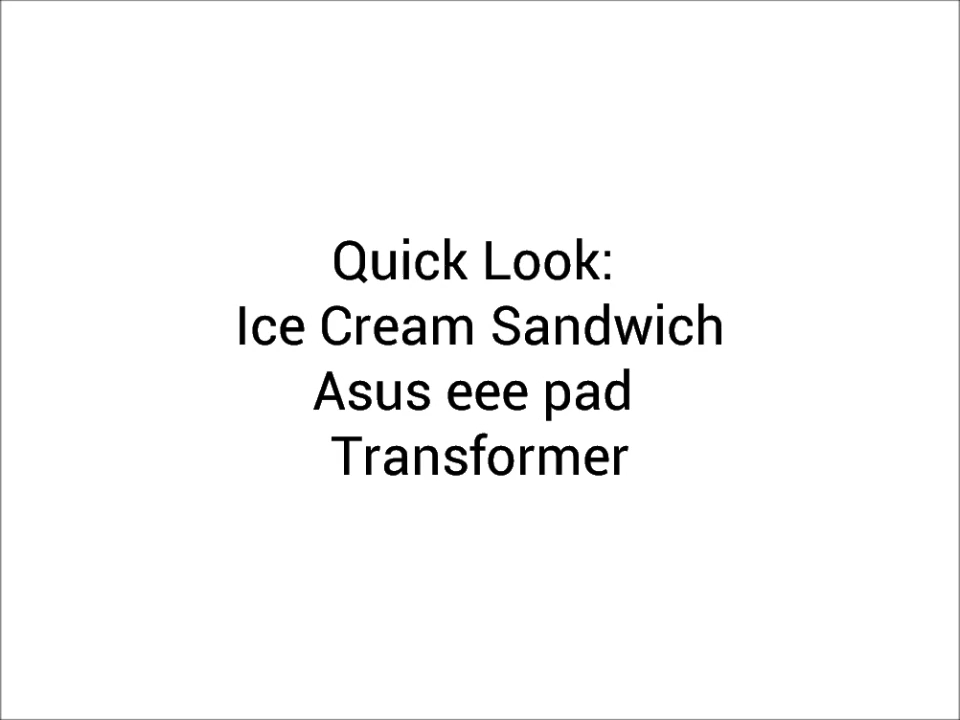 Quick Look:
Ice Cream Sandwich
Asus eee pad
Transformer